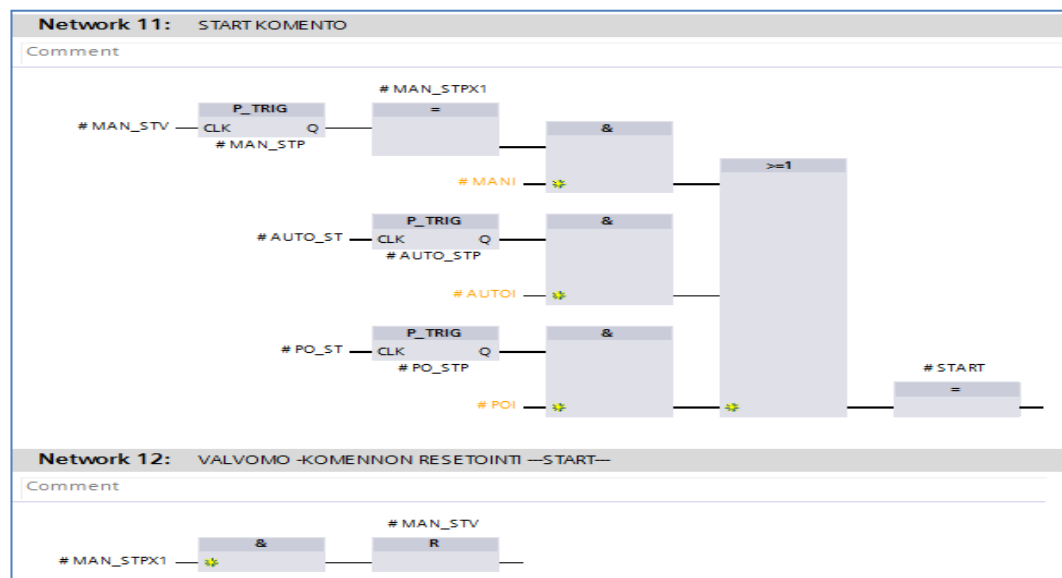 Network 11: START KOMENTO
Comment
#MAN_STPX1
P_TRIG =
#MAN_STV CLK Q &
#MAN_STP >=1
#MANI
P_TRIG &
#AUTO_ST CLK Q
#AUTO_STP
#AUTOI
P_TRIG &
#PO_ST CLK Q
#PO_STP #START
=
#POI
Network 12: VALVOMO -KOMENNON RESETOINTI ---START---
Comment
#MAN_STV
& R
#MAN_STPX1